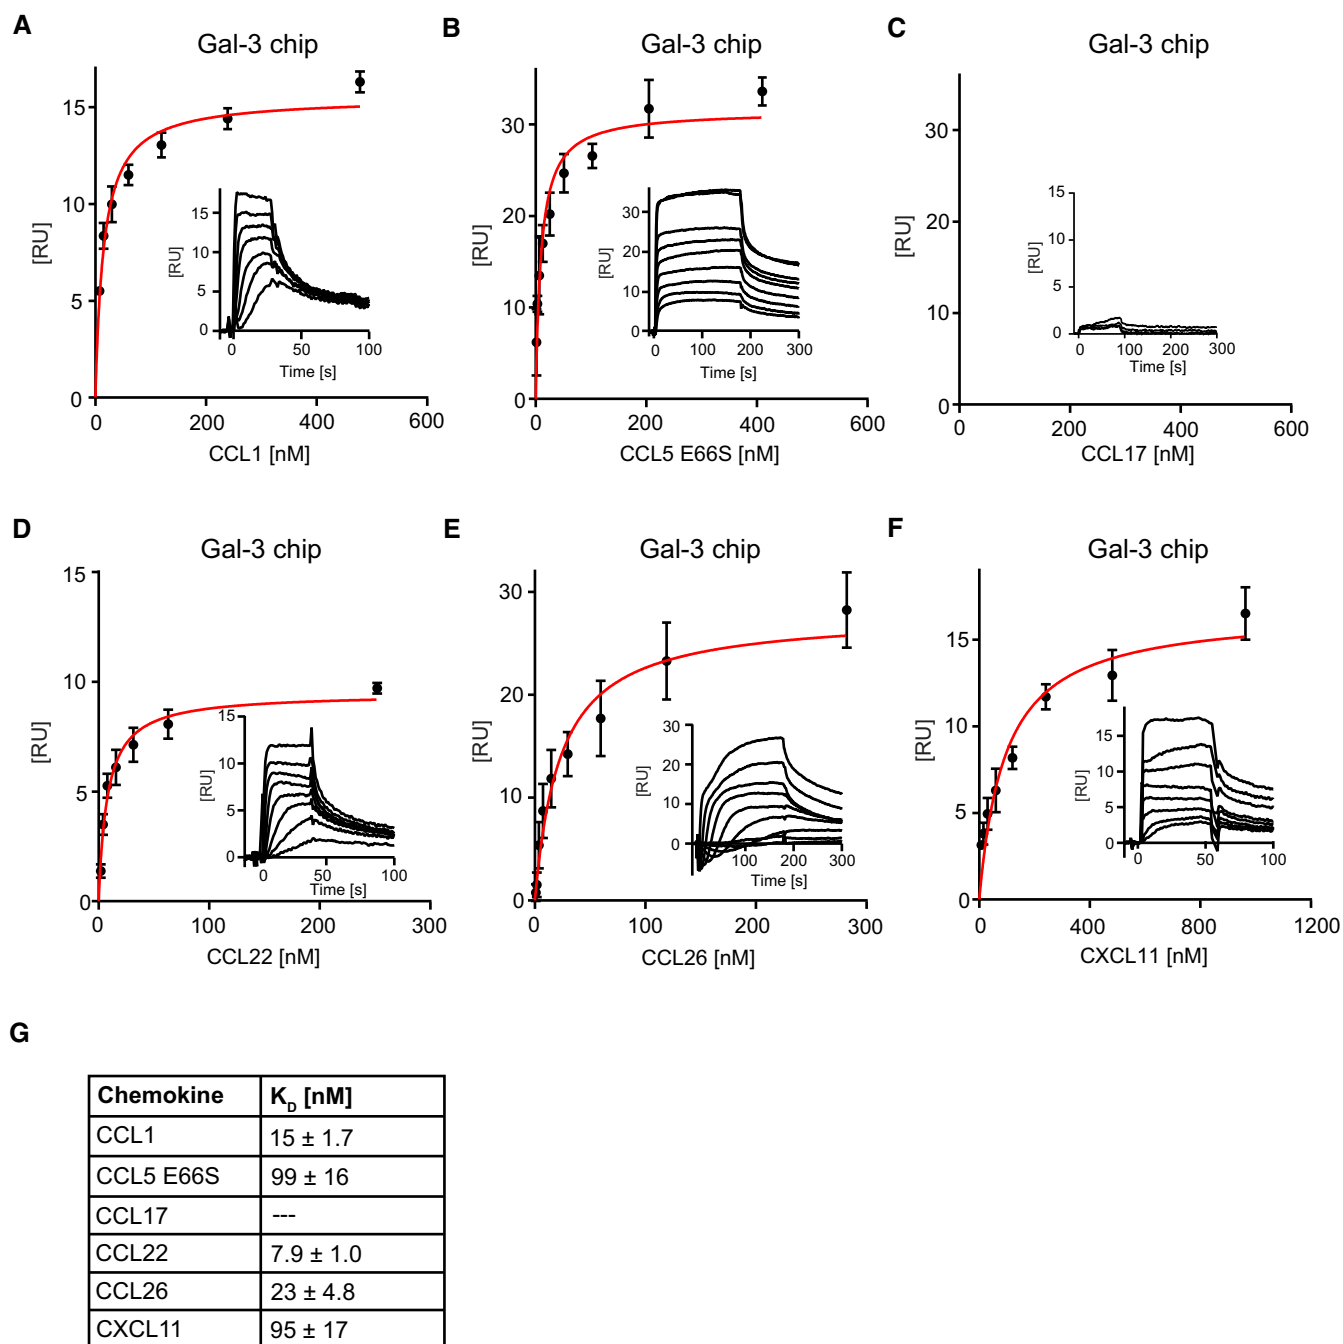 A
Gal-3 chip
15
10
5
0
[RU]
0 200 400 600
CCL1 [nM]
15
10
5
0
[RU]
0 100
Time [s]
B
Gal-3 chip
30
20
10
0
[RU]
0 200 400 600
CCL5 E66S [nM]
30
20
10
0
[RU]
0 100 200 300
Time [s]
C
Gal-3 chip
30
20
10
0
[RU]
0 200 400 600
CCL17 [nM]
15
10
5
0
[RU]
0 100 200 300
Time [s]
D
Gal-3 chip
15
10
5
0
[RU]
0 100 200 300
CCL22 [nM]
15
10
5
0
[RU]
0 50 100
Time [s]
E
Gal-3 chip
30
20
10
0
[RU]
0 100 200 300
CCL26 [nM]
30
20
10
0
[RU]
100 200 300
Time [s]
F
Gal-3 chip
15
10
5
0
[RU]
0 400 800 1200
CXCL11 [nM]
15
10
5
0
[RU]
0 50 100
Time [s]
G
Chemokine K_D [nM]
CCL1 15 ± 1.7
CCL5 E66S 99 ± 16
CCL17 ---
CCL22 7.9 ± 1.0
CCL26 23 ± 4.8
CXCL11 95 ± 17